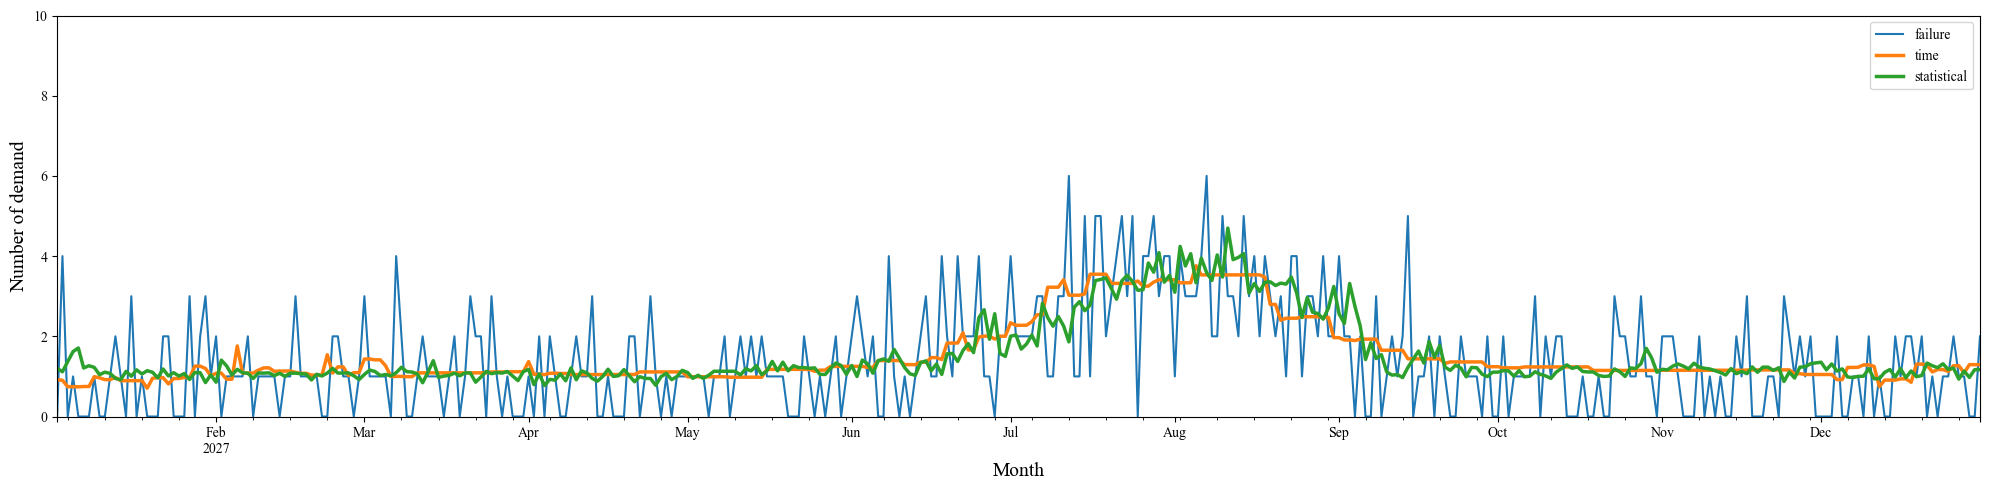 10
8
6
4
2
0
Number of demand
failure
time
statistical
Feb Mar Apr May Jun Jul Aug Sep Oct Nov Dec
2027
Month